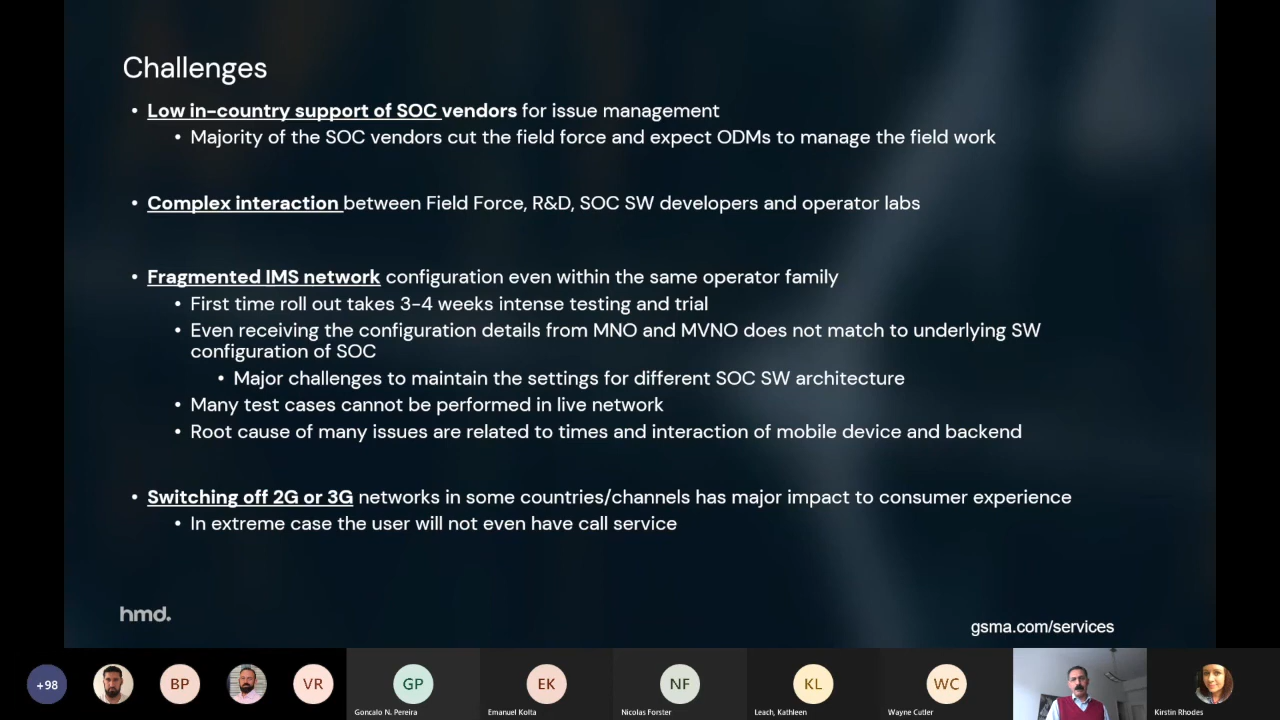 Challenges
• Low in-country support of SOC vendors for issue management
• Majority of the SOC vendors cut the field force and expect ODMs to manage the field work
• Complex interaction between Field Force, R&D, SOC SW developers and operator labs
• Fragmented IMS network configuration even within the same operator family
• First time roll out takes 3-4 weeks intense testing and trial
• Even receiving the configuration details from MNO and MVNO does not match to underlying SW
configuration of SOC
• Major challenges to maintain the settings for different SOC SW architecture
• Many test cases cannot be performed in live network
• Root cause of many issues are related to times and interaction of mobile device and backend
• Switching off 2G or 3G networks in some countries/channels has major impact to consumer experience
• In extreme case the user will not even have call service
hmd.
gsma.com/services
+98
BP
VR
GP
Goncalo N. Pereira
EK
Emanuel Kolta
NF
Nicolas Forster
KL
Leach, Kathleen
WC
Wayne Cutler
Kirstin Rhodes